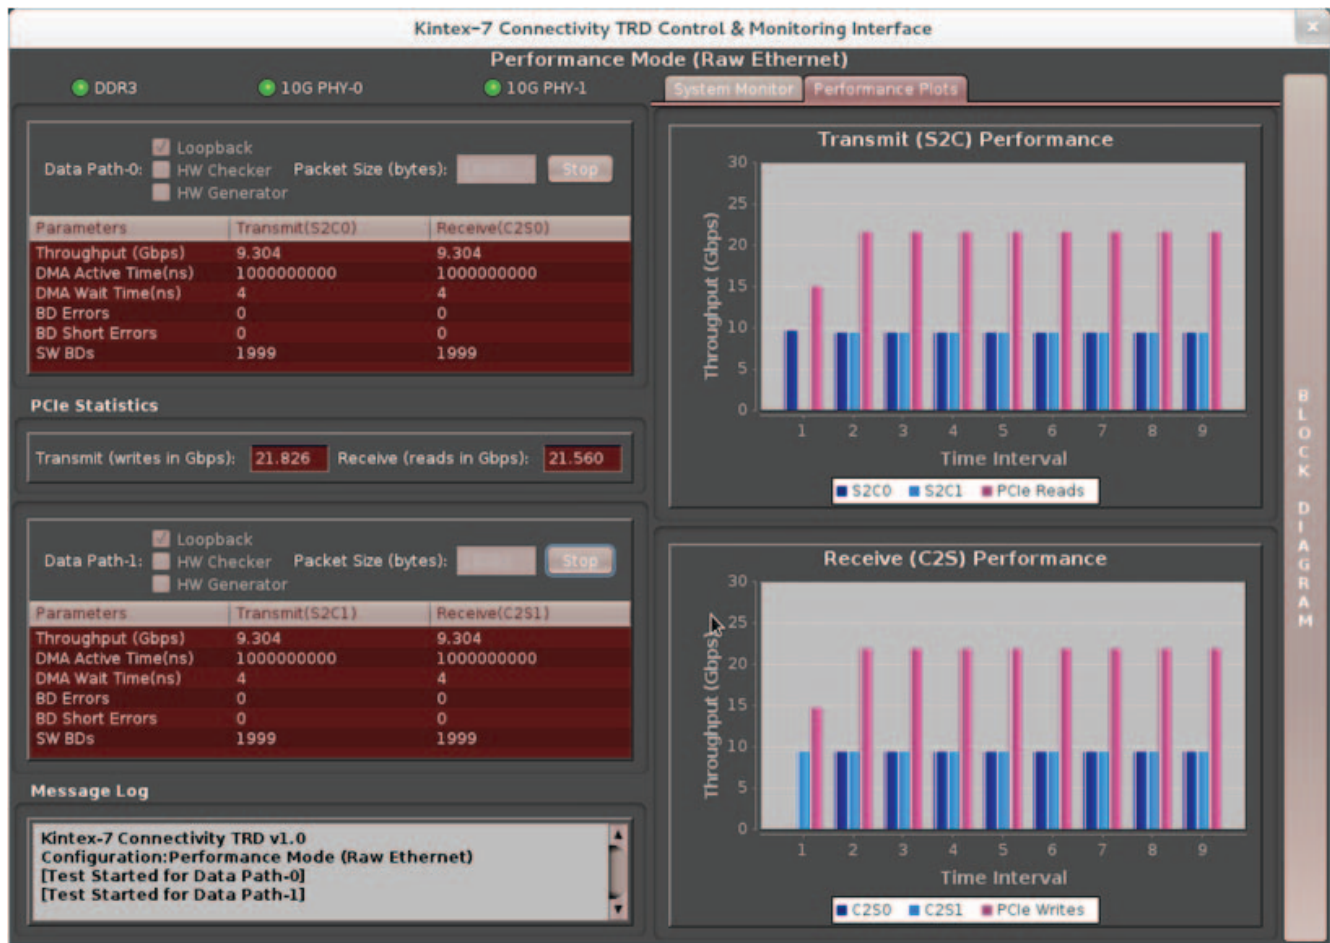 Kintex-7 Connectivity TRD Control & Monitoring Interface
x
Performance Mode (Raw Ethernet)
DDR3 10G PHY-0 10G PHY-1
Loopback
Data Path-0: HW Checker Packet Size (bytes): Stop
HW Generator
Parameters Transmit(S2C0) Receive(C2S0)
Throughput (Gbps) 9.304 9.304
DMA Active Time(ns) 1000000000 1000000000
DMA Wait Time(ns) 4 4
BD Errors 0 0
BD Short Errors 0 0
SW BDs 1999 1999
PCIe Statistics
Transmit (writes in Gbps): 21.826 Receive (reads in Gbps): 21.560
Loopback
Data Path-1: HW Checker Packet Size (bytes): Stop
HW Generator
Parameters Transmit(S2C1) Receive(C2S1)
Throughput (Gbps) 9.304 9.304
DMA Active Time(ns) 1000000000 1000000000
DMA Wait Time(ns) 4 4
BD Errors 0 0
BD Short Errors 0 0
SW BDs 1999 1999
Message Log
Kintex-7 Connectivity TRD v1.0
Configuration:Performance Mode (Raw Ethernet)
[Test Started for Data Path-0]
[Test Started for Data Path-1]
System Monitor Performance Plots
Transmit (S2C) Performance
Throughput (Gbps)
30
25
20
15
10
5
0
1 2 3 4 5 6 7 8 9
Time Interval
S2C0 S2C1 PCIe Reads
Receive (C2S) Performance
Throughput (Gbps)
30
25
20
15
10
5
0
1 2 3 4 5 6 7 8 9
Time Interval
C2S0 C2S1 PCIe Writes
BLOCK DIAGRAM